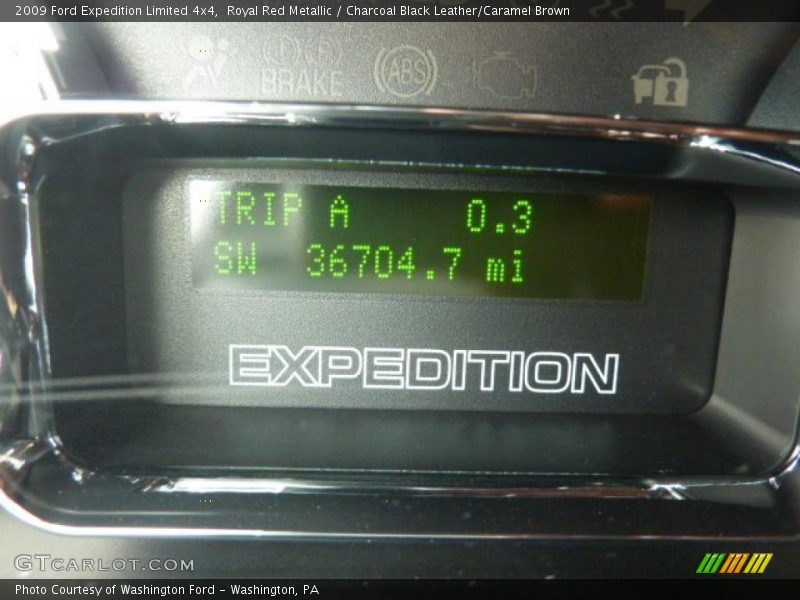 2009 Ford Expedition Limited 4x4, Royal Red Metallic / Charcoal Black Leather/Caramel Brown
BRAKE ABS
TRIP A 0.3
SW 36704.7 mi
EXPEDITION
GTCARLOT.COM
Photo Courtesy of Washington Ford - Washington, PA